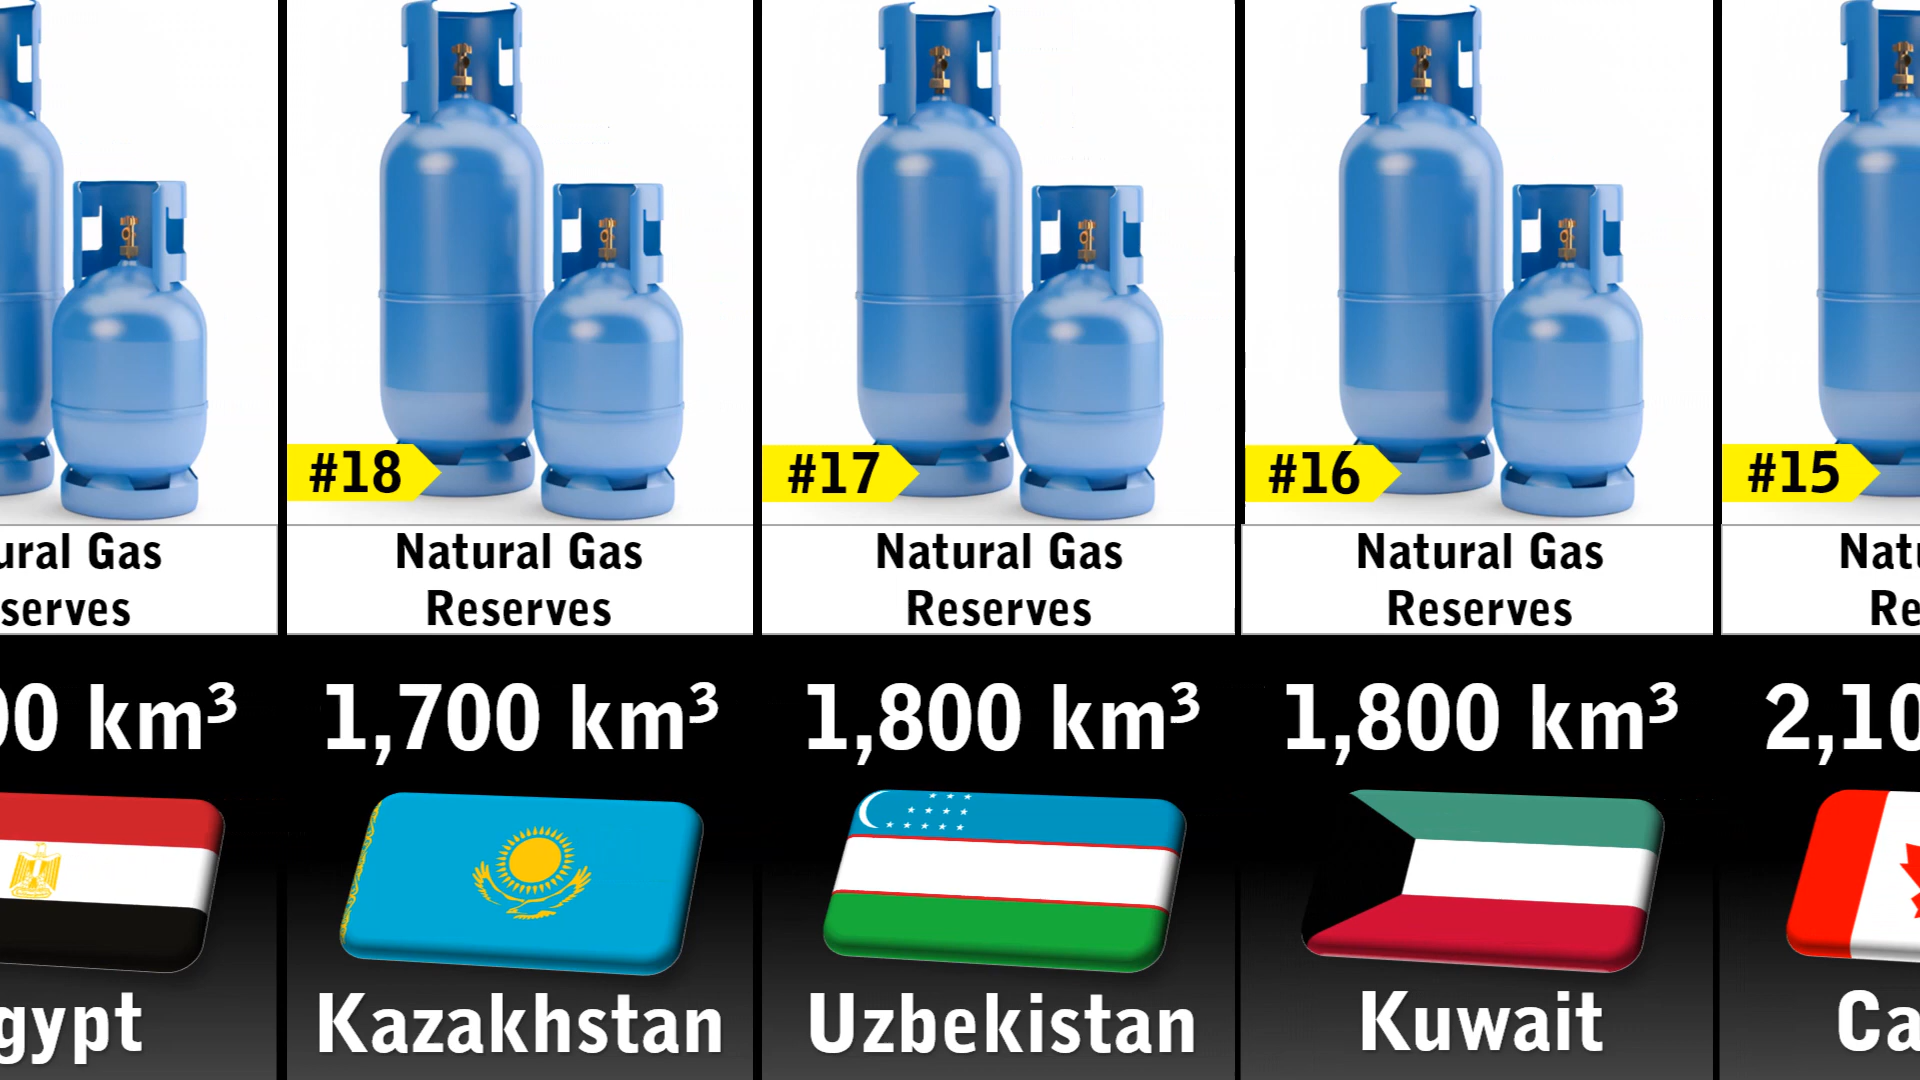 #18
#17
#16
#15
ural Gas
serves
Natural Gas
Reserves
Natural Gas
Reserves
Natural Gas
Reserves
Nat
Re
00 km³
1,700 km³
1,800 km³
1,800 km³
2,10
gypt
Kazakhstan
Uzbekistan
Kuwait
Ca